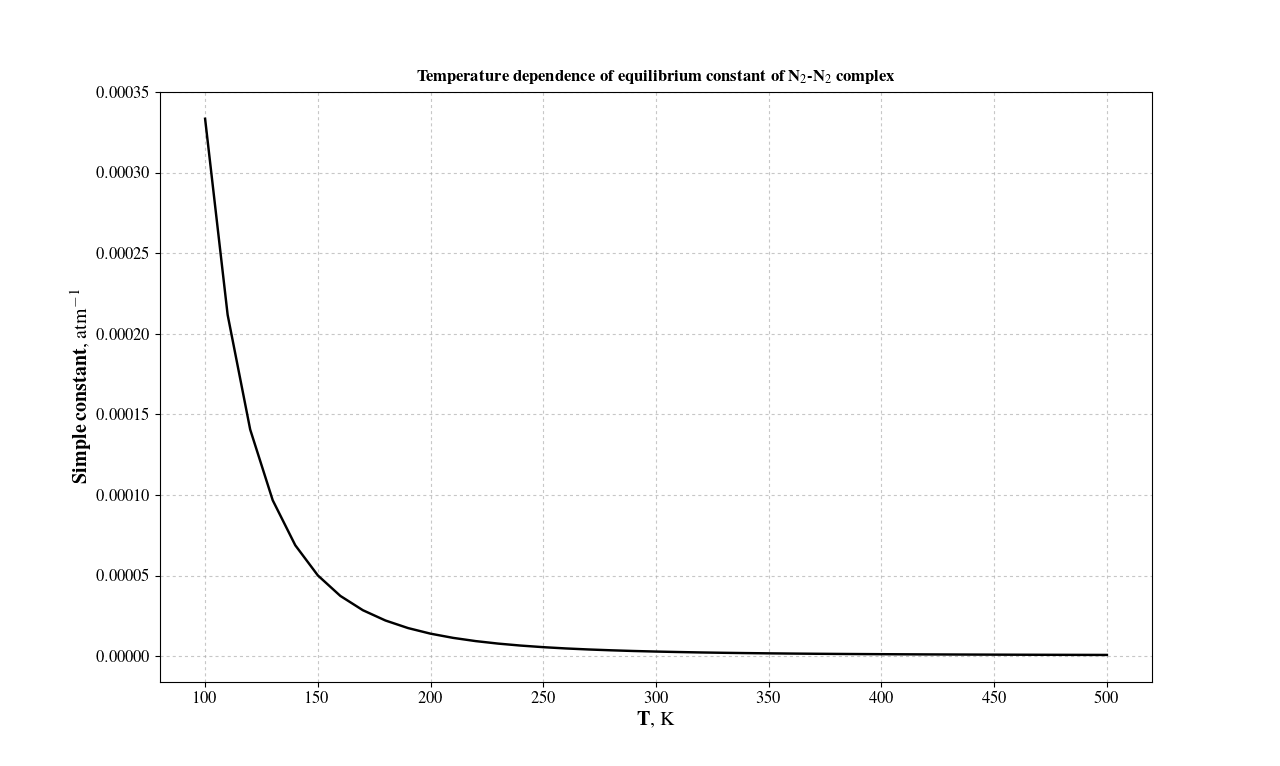 Temperature dependence of equilibrium constant of N₂-N₂ complex
0.00035
0.00030
0.00025
0.00020
0.00015
0.00010
0.00005
0.00000
Simple constant, atm⁻¹
100 150 200 250 300 350 400 450 500
T, K